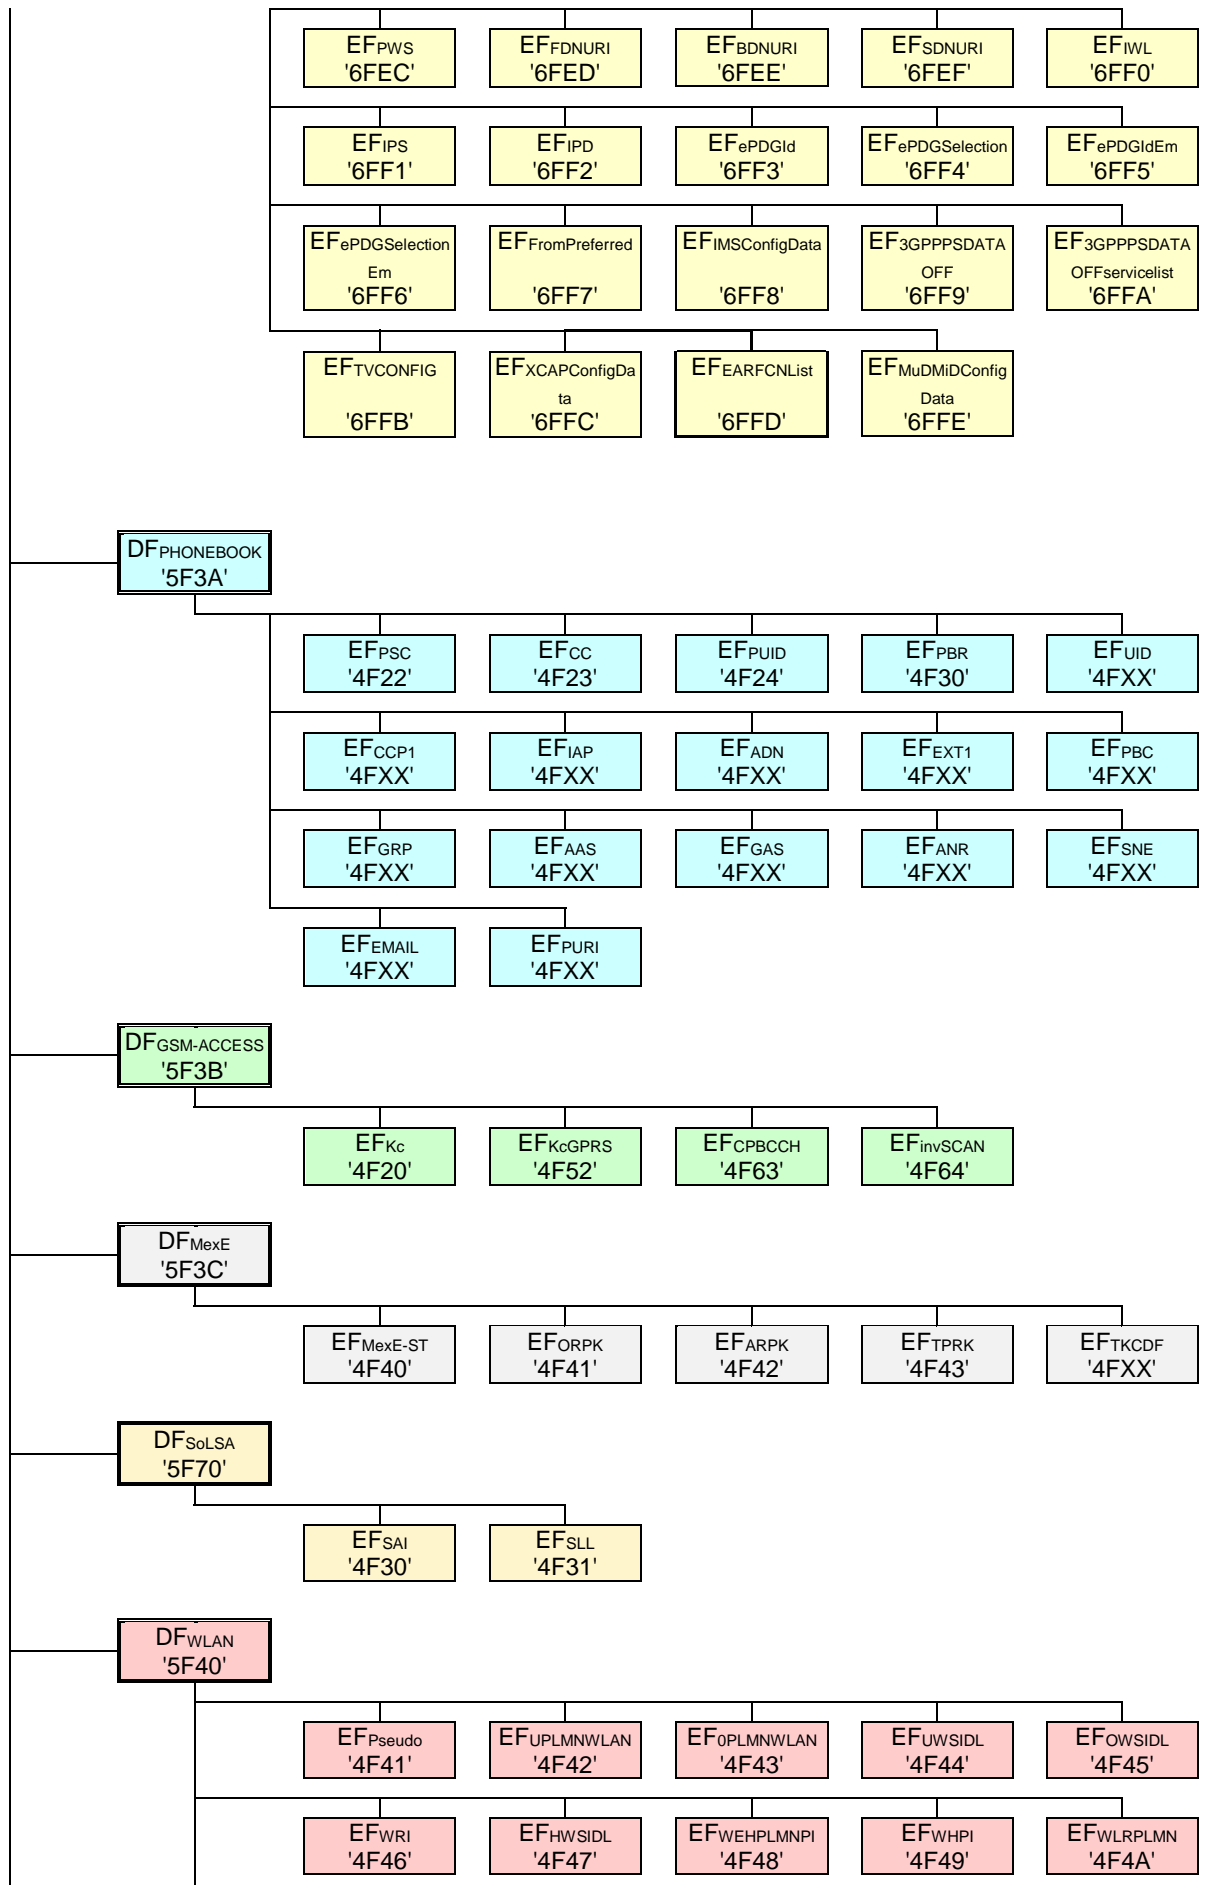 EFPWS EFFDNURI EFBDNURI EFSDNURI EFIWL
'6FEC' '6FED' '6FEE' '6FEF' '6FF0'
EFIPS EFIPD EFePDGId EFePDGSelection EFePDGIdEm
'6FF1' '6FF2' '6FF3' '6FF4' '6FF5'
EFePDGSelection EFFromPreferred EFIMSConfigData EF3GPPPSDATA EF3GPPPSDATA
Em OFF OFFservicelist
'6FF6' '6FF7' '6FF8' '6FF9' '6FFA'
EFTVCONFIG EFXCAPConfigDa EFEARFCNList EFMuDMiDConfig
ta Data
'6FFB' '6FFC' '6FFD' '6FFE'
DFPHONEBOOK
'5F3A'
EFPSC EFCC EFPUID EFPBR EFUID
'4F22' '4F23' '4F24' '4F30' '4FXX'
EFCCP1 EFIAP EFADN EFEXT1 EFPBC
'4FXX' '4FXX' '4FXX' '4FXX' '4FXX'
EFGRP EFAAS EFGAS EFANR EFSNE
'4FXX' '4FXX' '4FXX' '4FXX' '4FXX'
EFEMAIL EFPURI
'4FXX' '4FXX'
DFGSM-ACCESS
'5F3B'
EFKc EFKcGPRS EFCPBCCH EFinvSCAN
'4F20' '4F52' '4F63' '4F64'
DFMexE
'5F3C'
EFMexE-ST EFORPK EFARPK EFTPRK EFTKCDF
'4F40' '4F41' '4F42' '4F43' '4FXX'
DFSoLSA
'5F70'
EFSAI EFSLL
'4F30' '4F31'
DFWLAN
'5F40'
EFPseudo EFUPLMNWLAN EF0PLMNWLAN EFUWSIDL EFOWSIDL
'4F41' '4F42' '4F43' '4F44' '4F45'
EFWRI EFHWSIDL EFWEHPLMNPI EFWHPI EFWLRPLMN
'4F46' '4F47' '4F48' '4F49' '4F4A'